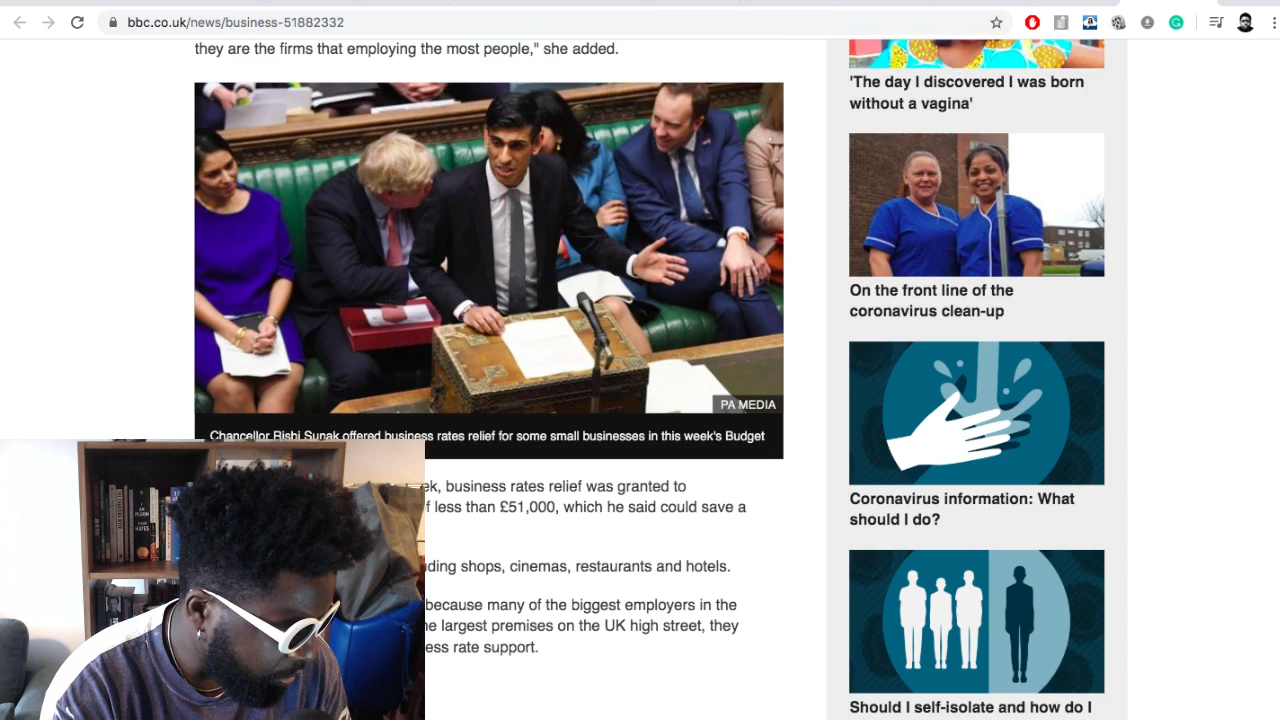 bbc.co.uk/news/business-51882332
they are the firms that employing the most people," she added.
PA MEDIA
Chancellor Rishi Sunak offered business rates relief for some small businesses in this week's Budget
ek, business rates relief was granted to
f less than £51,000, which he said could save a
ding shops, cinemas, restaurants and hotels.
because many of the biggest employers in the
e largest premises on the UK high street, they
ess rate support.
'The day I discovered I was born
without a vagina'
On the front line of the
coronavirus clean-up
Coronavirus information: What
should I do?
Should I self-isolate and how do I